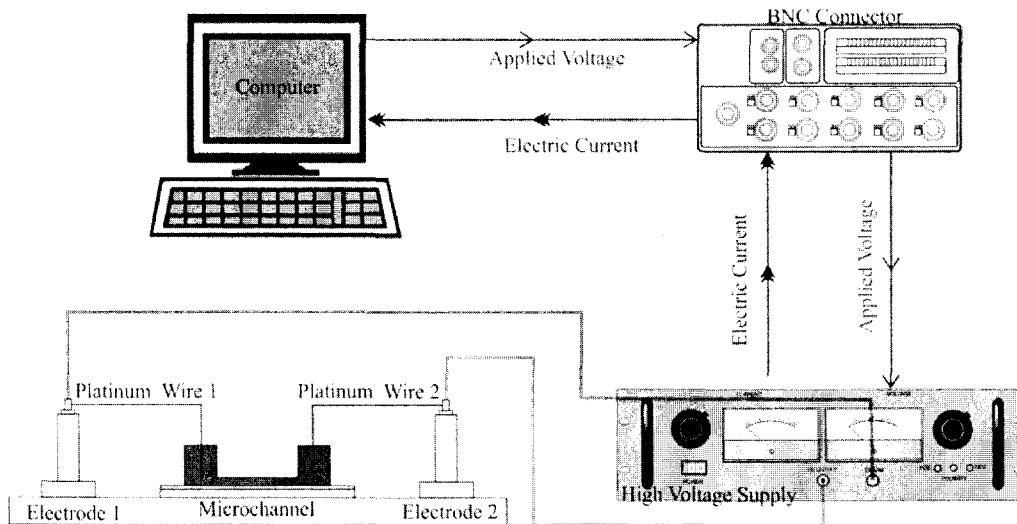 BNC Connector
Applied Voltage
Computer
Electric Current
Electric Current
Applied Voltage
Platinum Wire 1
Platinum Wire 2
High Voltage Supply
Electrode 1
Microchannel
Electrode 2